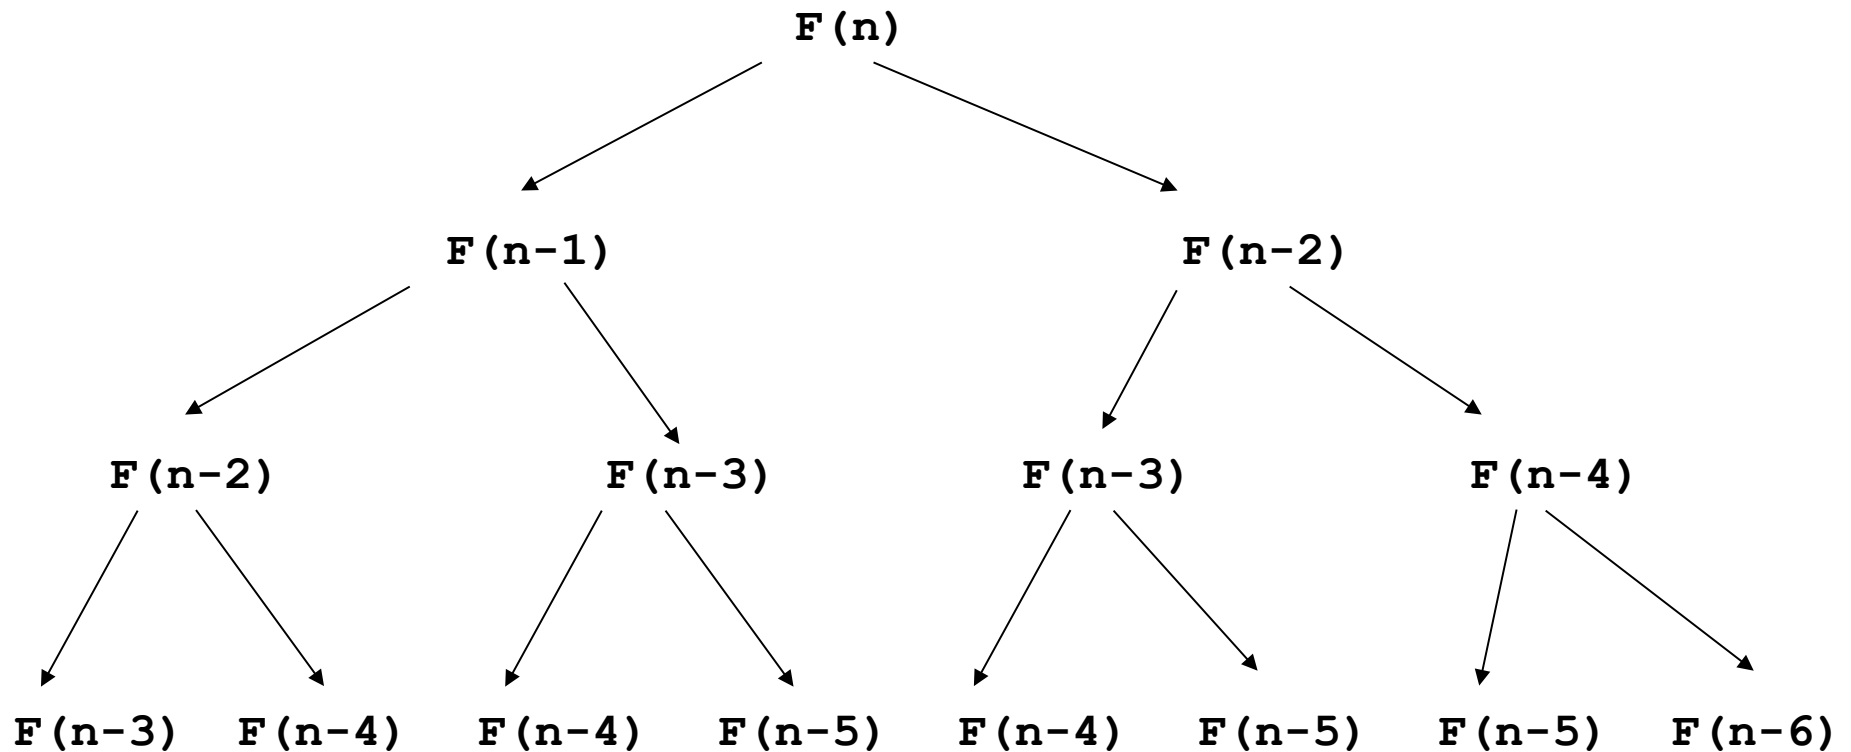 F(n)
F(n-1) F(n-2)
F(n-2) F(n-3) F(n-3) F(n-4)
F(n-3) F(n-4) F(n-4) F(n-5) F(n-4) F(n-5) F(n-5) F(n-6)